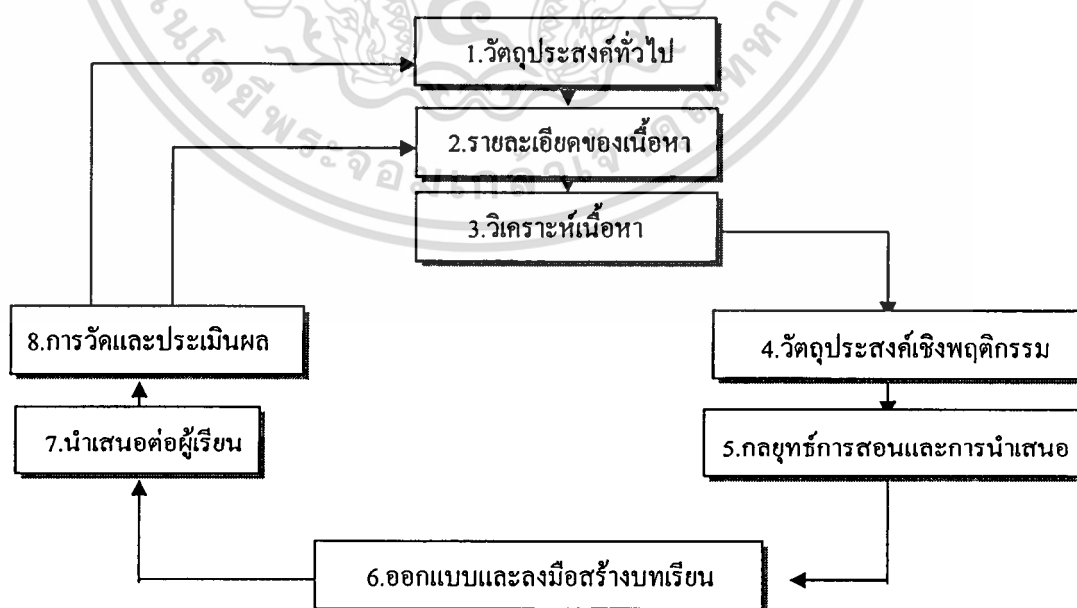 1.วัตถุประสงค์ทั่วไป
2.รายละเอียดของเนื้อหา
3.วิเคราะห์เนื้อหา
8.การวัดและประเมินผล
4.วัตถุประสงค์เชิงพฤติกรรม
7.นำเสนอต่อผู้เรียน
5.กลยุทธ์การสอนและการนำเสนอ
6.ออกแบบและลงมือสร้างบทเรียน